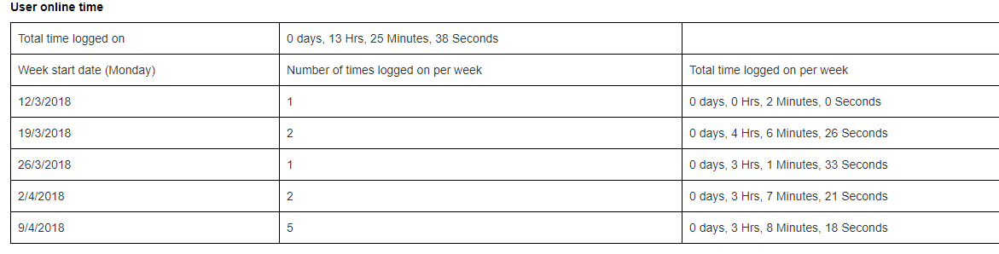 User online time
Total time logged on 0 days, 13 Hrs, 25 Minutes, 38 Seconds
Week start date (Monday) Number of times logged on per week Total time logged on per week
12/3/2018 1 0 days, 0 Hrs, 2 Minutes, 0 Seconds
19/3/2018 2 0 days, 4 Hrs, 6 Minutes, 26 Seconds
26/3/2018 1 0 days, 3 Hrs, 1 Minutes, 33 Seconds
2/4/2018 2 0 days, 3 Hrs, 7 Minutes, 21 Seconds
9/4/2018 5 0 days, 3 Hrs, 8 Minutes, 18 Seconds